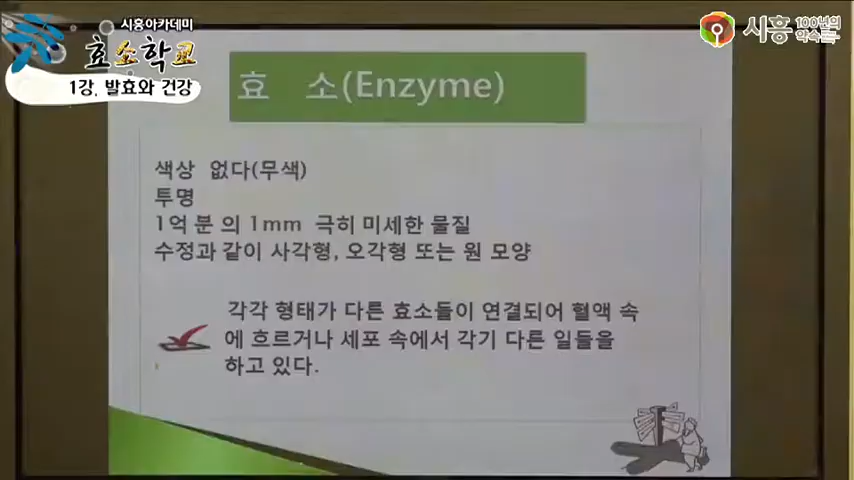 시흥아카데미
효소학교
1강. 발효와 건강
시흥 100년의
약속
효 소(Enzyme)
색상 없다(무색)
투명
1억 분 의 1mm 극히 미세한 물질
수정과 같이 사각형, 오각형 또는 원 모양
각각 형태가 다른 효소들이 연결되어 혈액 속
에 흐르거나 세포 속에서 각기 다른 일들을
하고 있다.